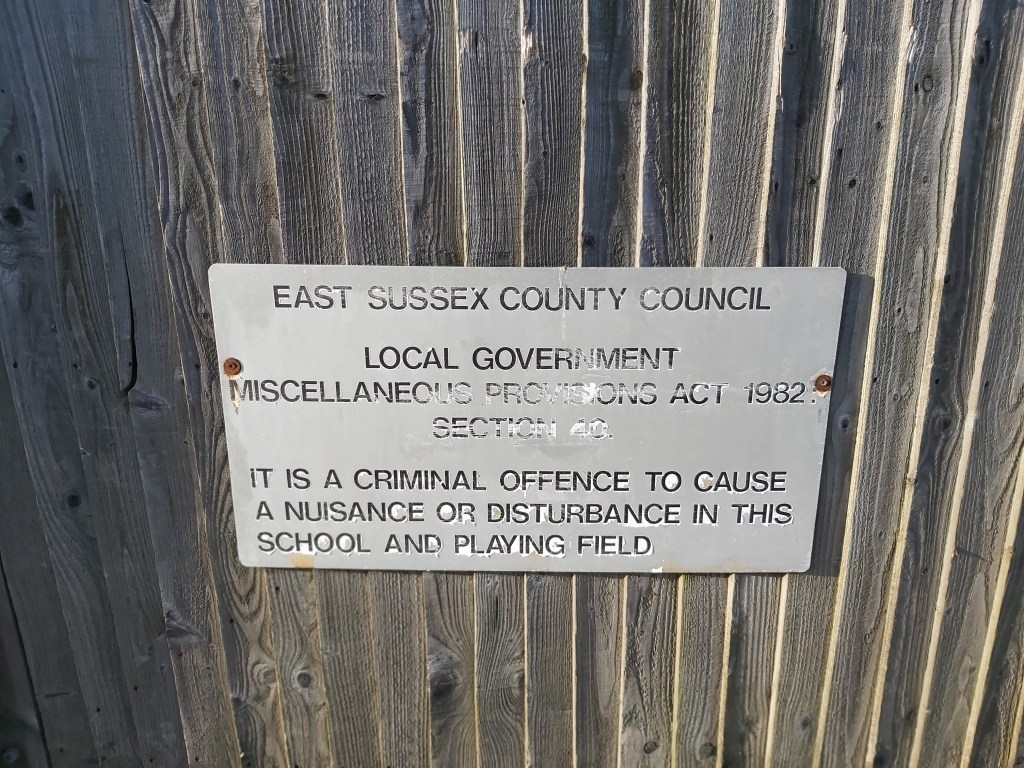 EAST SUSSEX COUNTY COUNCIL
LOCAL GOVERNMENT
MISCELLANEOUS PROVISIONS ACT 1982:
SECTION 40.
IT IS A CRIMINAL OFFENCE TO CAUSE
A NUISANCE OR DISTURBANCE IN THIS
SCHOOL AND PLAYING FIELD